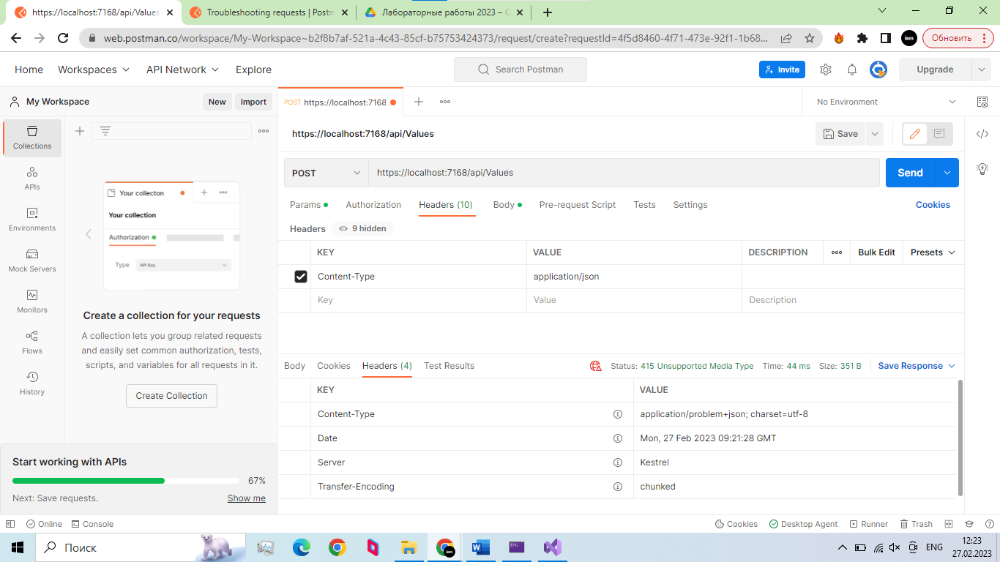 https://localhost:7168/api/Values
Troubleshooting requests | Postm
Лабораторные работы 2023 – G
web.postman.co/workspace/My-Workspace~b2f8b7af-521a-4c43-85cf-b75753424373/request/create?requestId=4f5d8460-4f71-473e-92f1-1b68...
Обновить
Home
Workspaces
API Network
Explore
Search Postman
Invite
Upgrade
My Workspace
New
Import
POST https://localhost:7168
No Environment
Collections
APIs
Environments
Mock Servers
Monitors
Flows
History
Your collecton
Your collection
Authorization
Type
API Key
Create a collection for your requests
A collection lets you group related requests
and easily set common authorization, tests,
scripts, and variables for all requests in it.
Create Collection
Start working with APIs
67%
Next: Save requests.
Show me
https://localhost:7168/api/Values
Save
POST
https://localhost:7168/api/Values
Send
Params
Authorization
Headers (10)
Body
Pre-request Script
Tests
Settings
Cookies
Headers
9 hidden
KEY
VALUE
DESCRIPTION
Bulk Edit
Presets
Content-Type
application/json
Key
Value
Description
Body
Cookies
Headers (4)
Test Results
Status: 415 Unsupported Media Type
Time: 44 ms
Size: 351 B
Save Response
KEY
VALUE
Content-Type
application/problem+json; charset=utf-8
Date
Mon, 27 Feb 2023 09:21:28 GMT
Server
Kestrel
Transfer-Encoding
chunked
Online
Console
Cookies
Desktop Agent
Runner
Trash
Поиск
ENG
12:23
27.02.2023